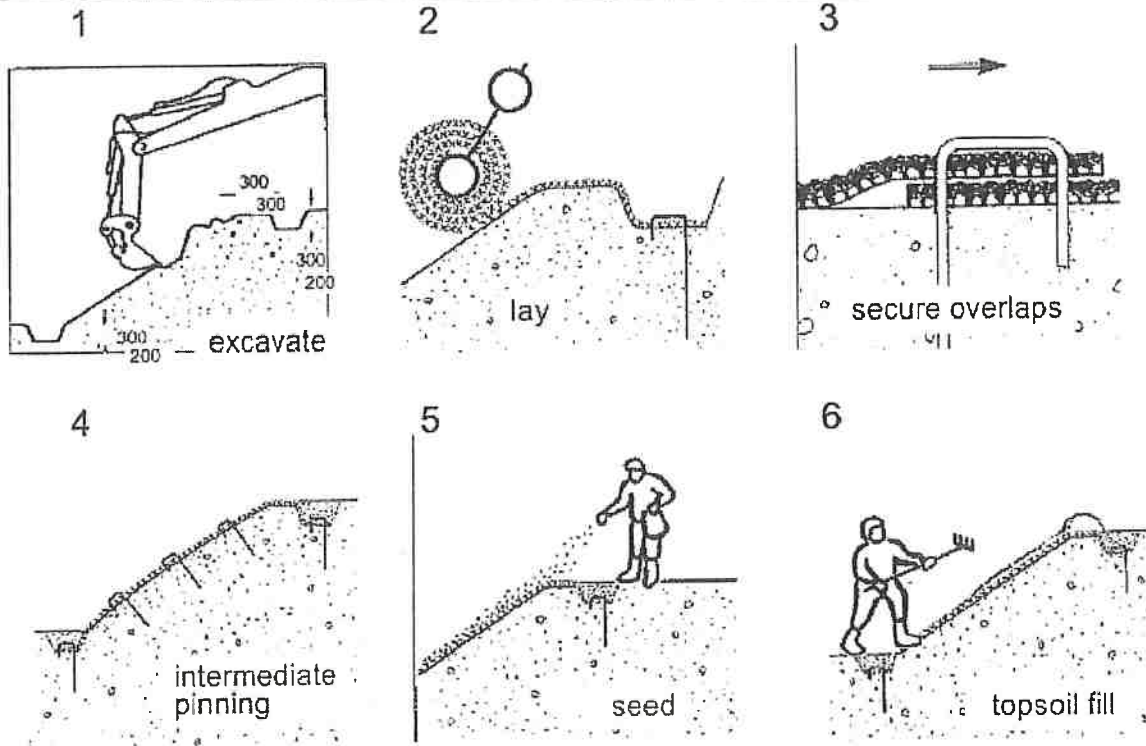 1
2
3
300
300
300
200
300
200
excavate
lay
secure overlaps
4
5
6
intermediate
pinning
seed
topsoil fill